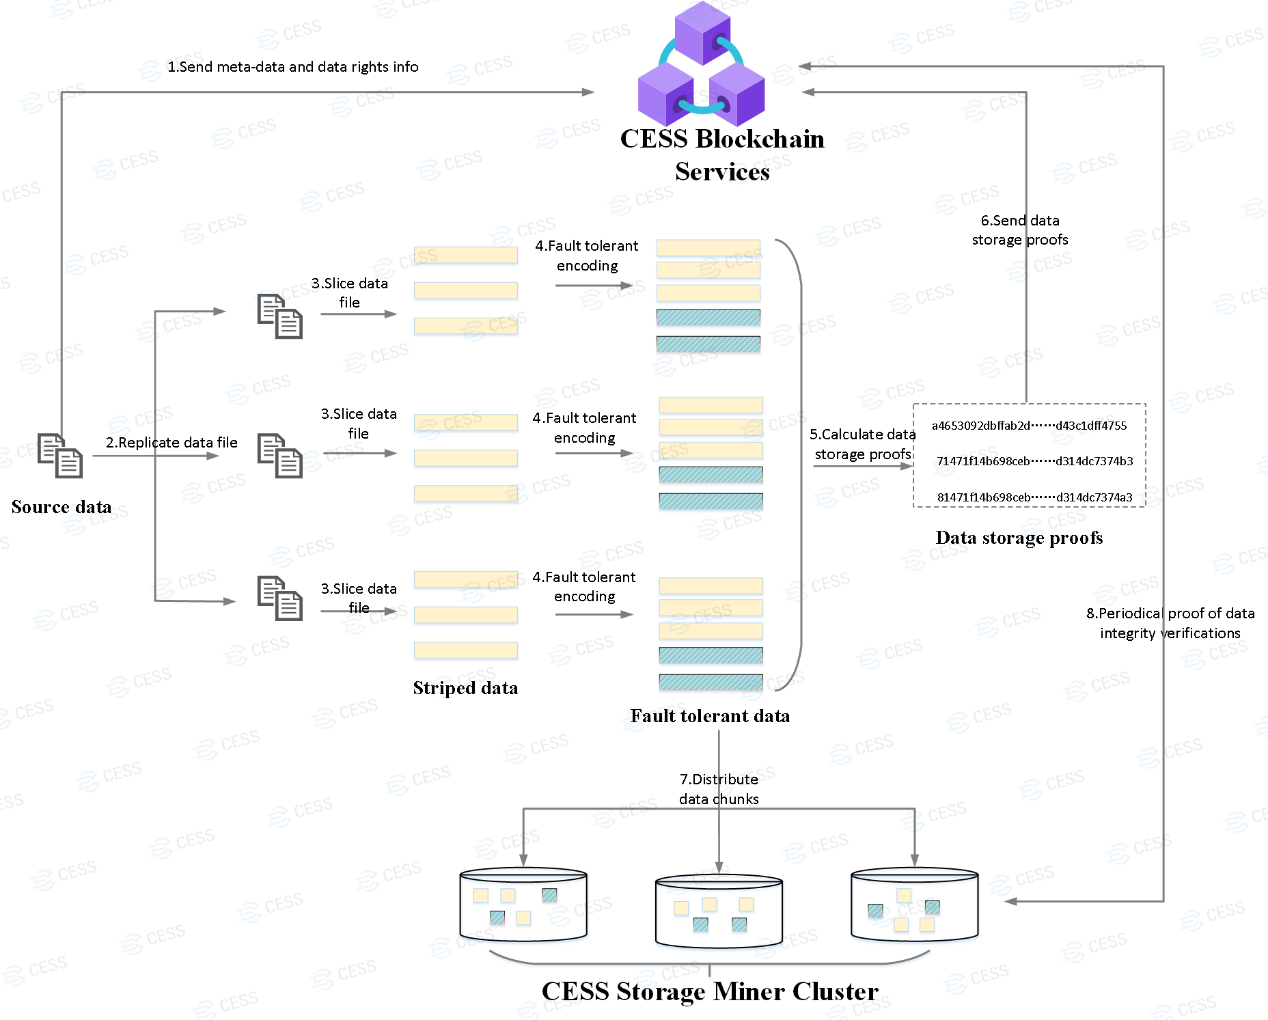 1.Send meta-data and data rights info
CESS Blockchain
Services
6.Send data
storage proofs
3.Slice data
file
4.Fault tolerant
encoding
2.Replicate data file
3.Slice data
file
4.Fault tolerant
encoding
5.Calculate data
storage proofs
a4653092dbffab2d······d43c1dff4755
71471f14b698ceb······d314dc7374b3
81471f14b698ceb······d314dc7374a3
Source data
Data storage proofs
3.Slice data
file
4.Fault tolerant
encoding
8.Periodical proof of data
integrity verifications
Striped data
Fault tolerant data
7.Distribute
data chunks
CESS Storage Miner Cluster
CESS